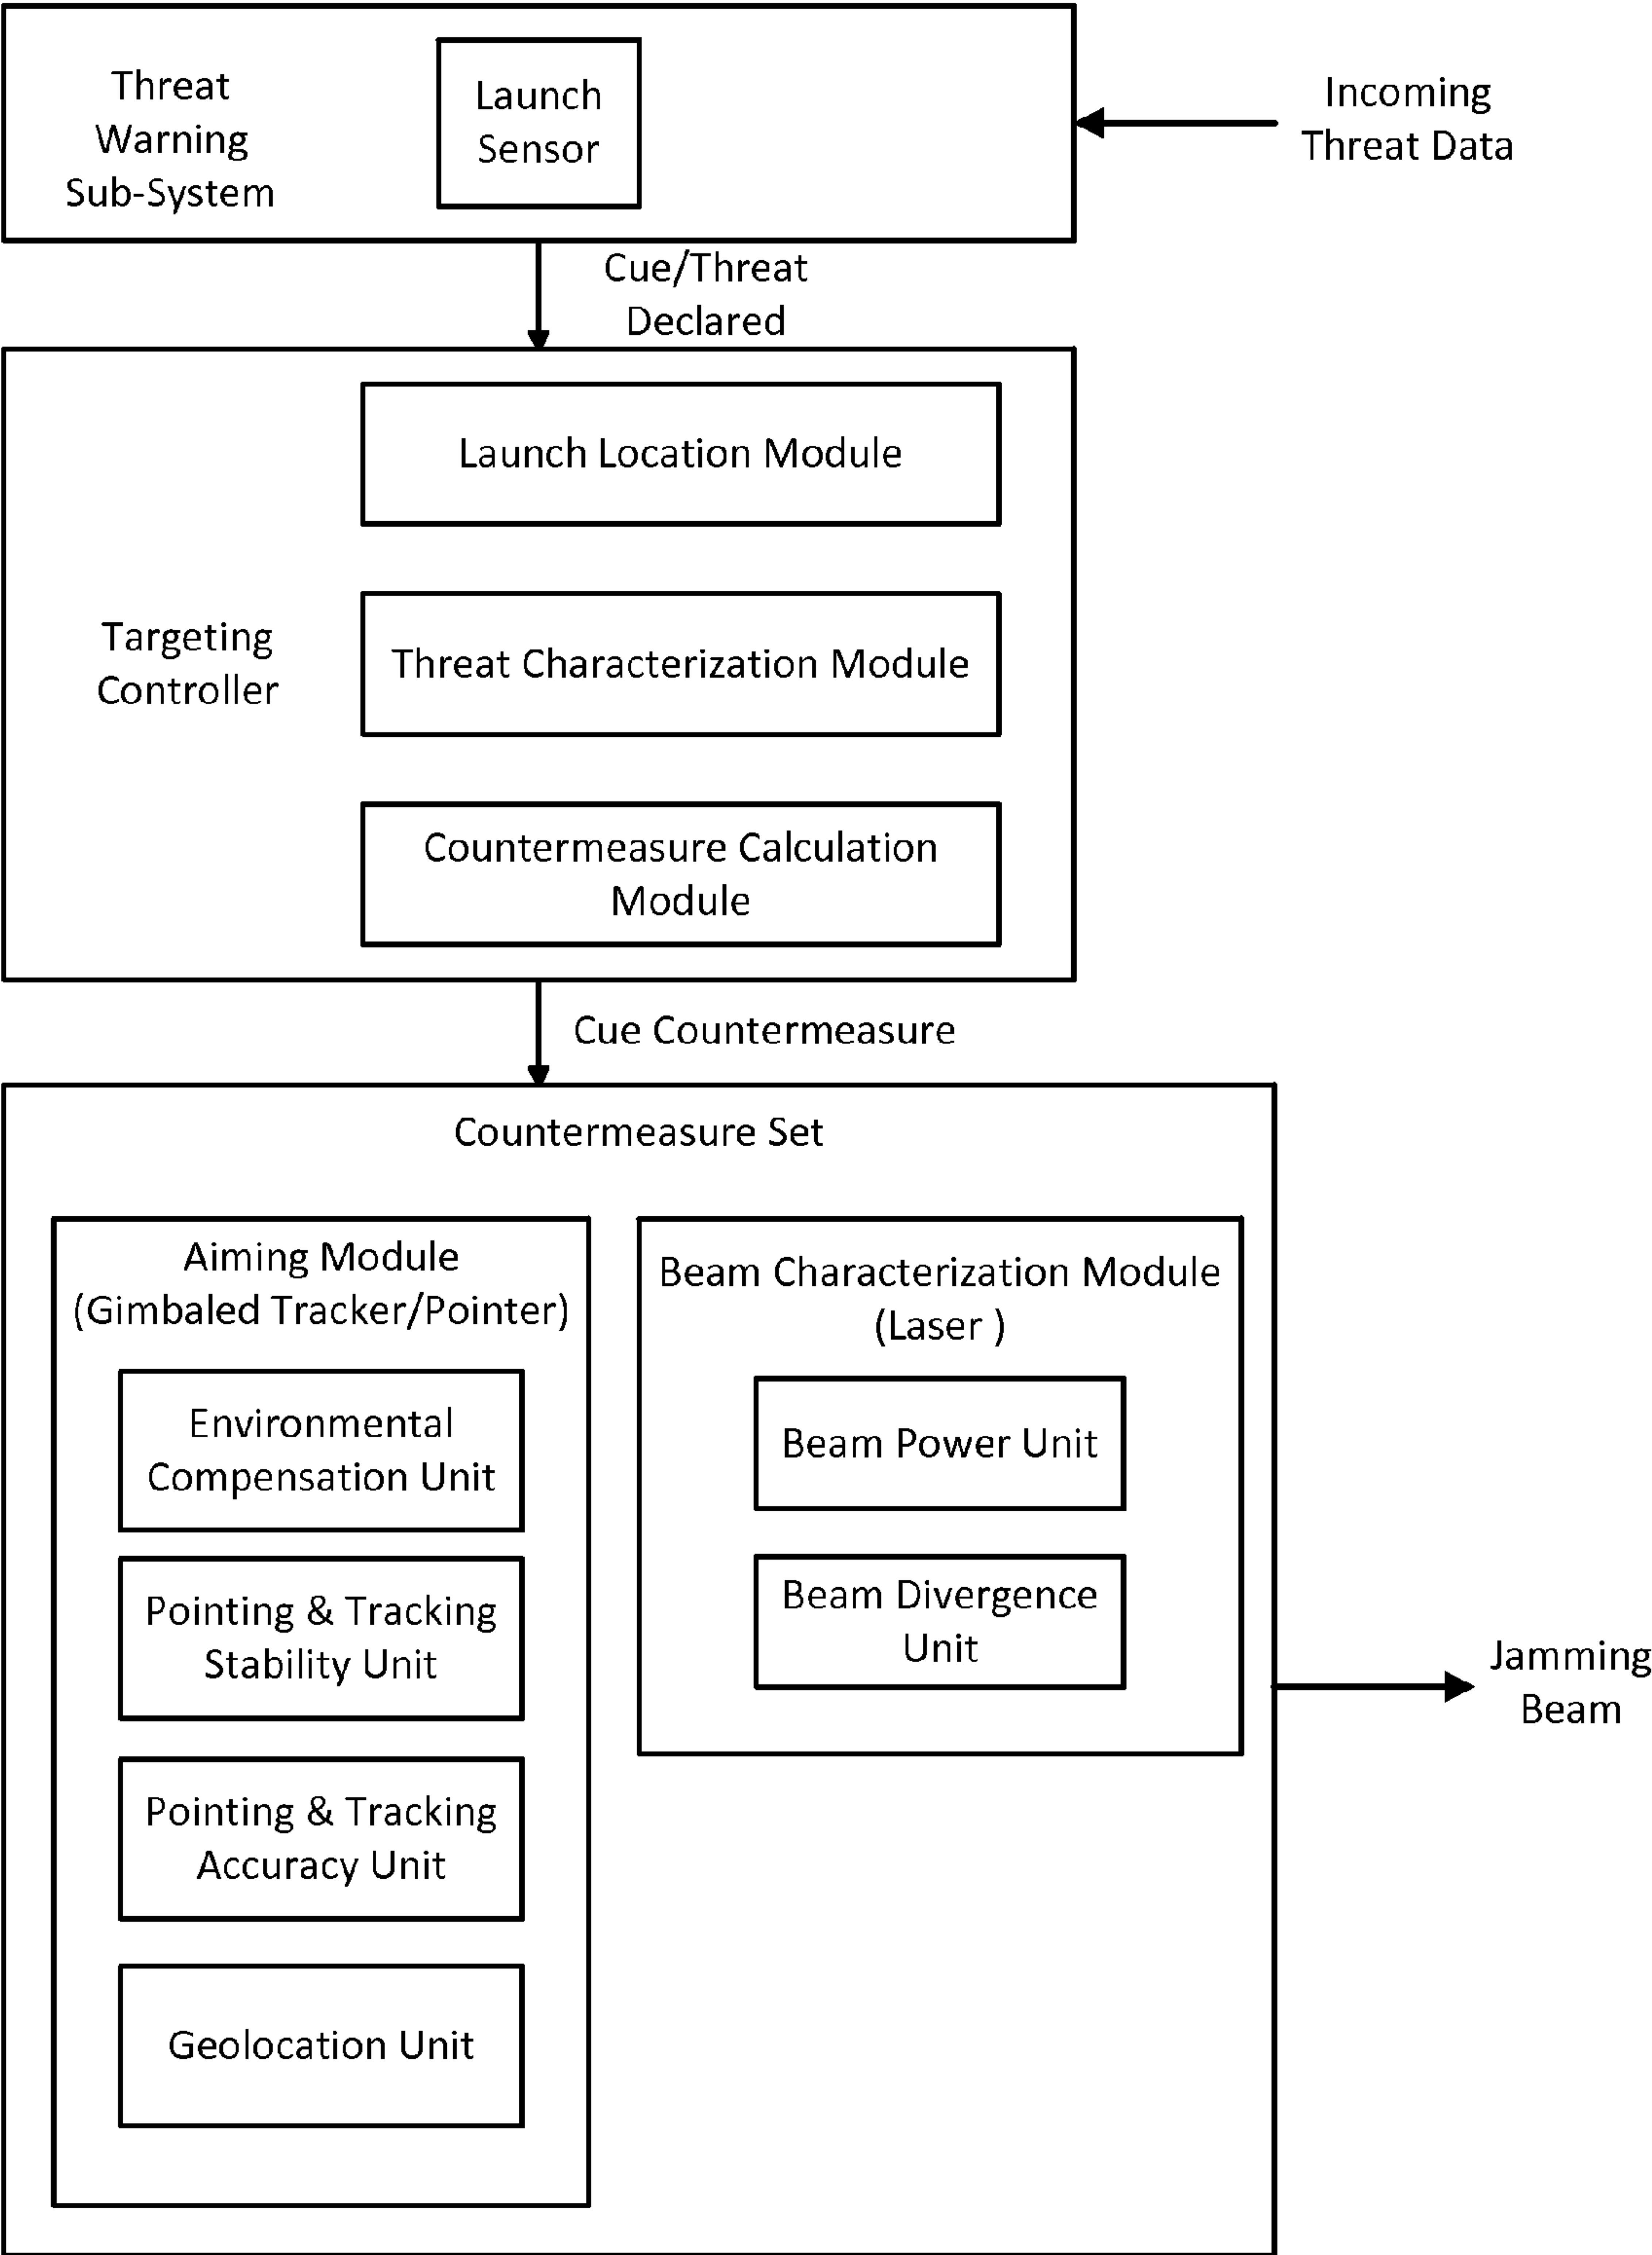 Threat
Warning
Sub-System
Launch
Sensor
Incoming
Threat Data
Cue/Threat
Declared
Targeting
Controller
Launch Location Module
Threat Characterization Module
Countermeasure Calculation
Module
Cue Countermeasure
Countermeasure Set
Aiming Module
(Gimbaled Tracker/Pointer)
Environmental
Compensation Unit
Pointing & Tracking
Stability Unit
Pointing & Tracking
Accuracy Unit
Geolocation Unit
Beam Characterization Module
(Laser )
Beam Power Unit
Beam Divergence
Unit
Jamming
Beam